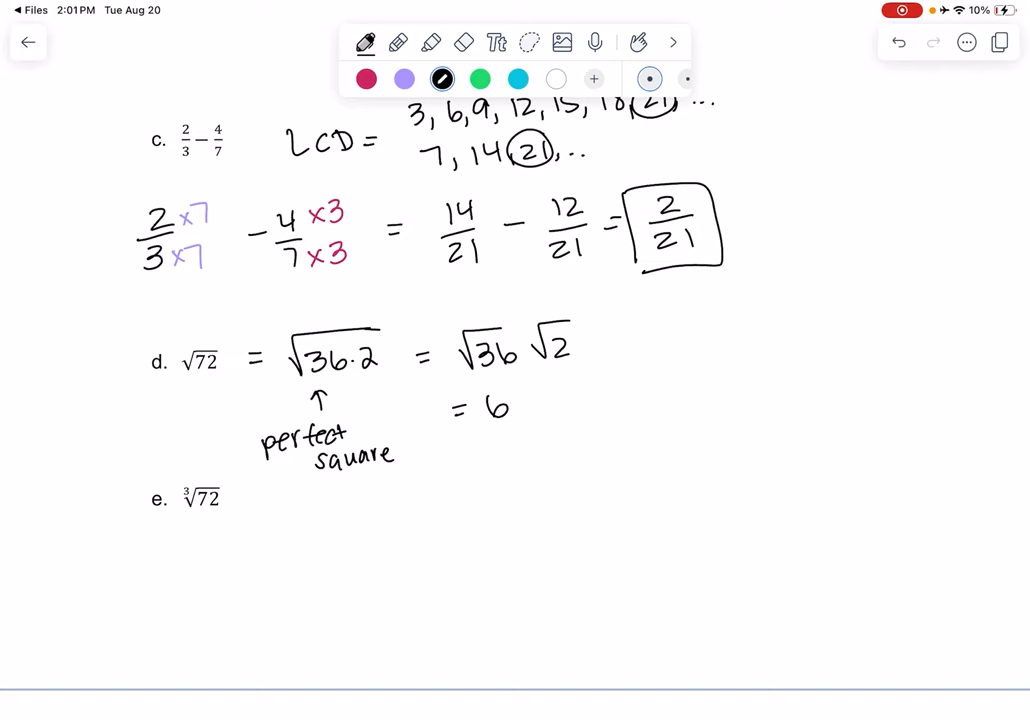 Files 2:01 PM Tue Aug 20 10%
Tt
3, 6, 9, 12, 15, 18, 21, ...
c. 2/3 − 4/7 LCD =
7, 14, 21, ..
2/3 ×7/×7 − 4/7 ×3/×3 = 14/21 − 12/21 = 2/21
d. √72 = √36·2 = √36 √2
↑ = 6
perfect
square
e. ∛72